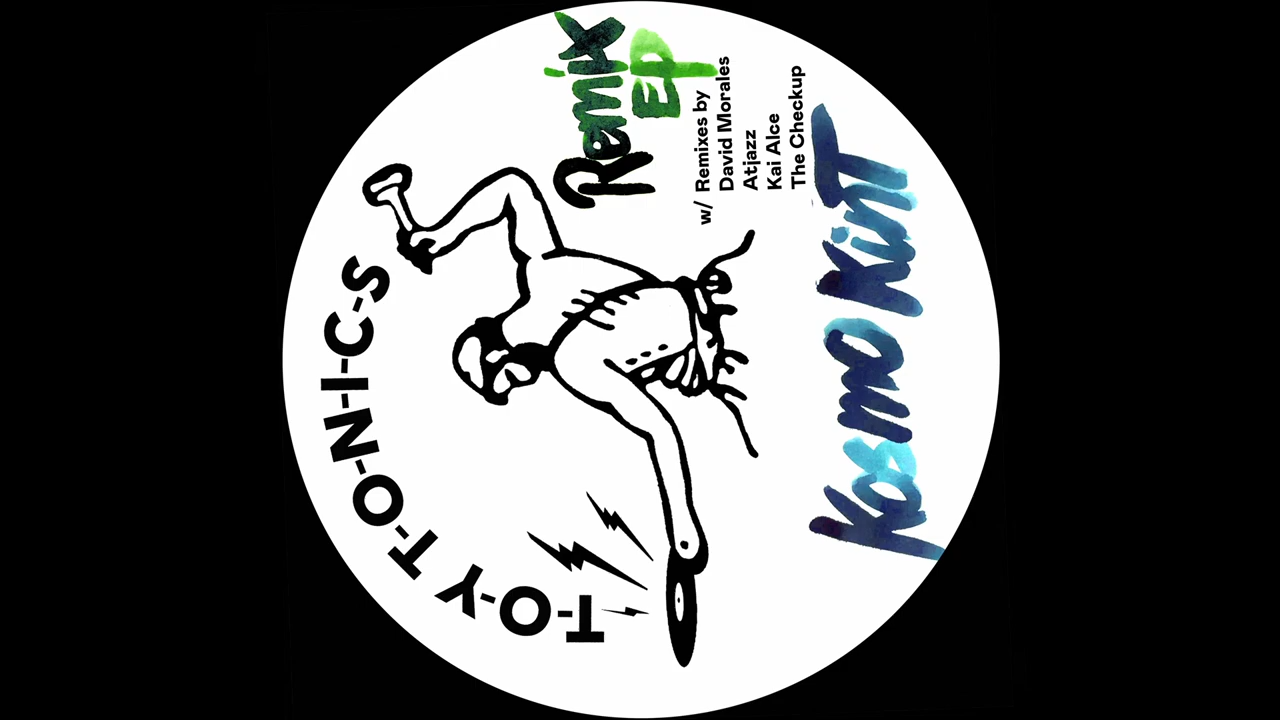 T-O-Y T-O-N-I-C-S
Remix
EP
w/ Remixes by
David Morales
Atjazz
Kai Alce
The Checkup
Kosmo Kint